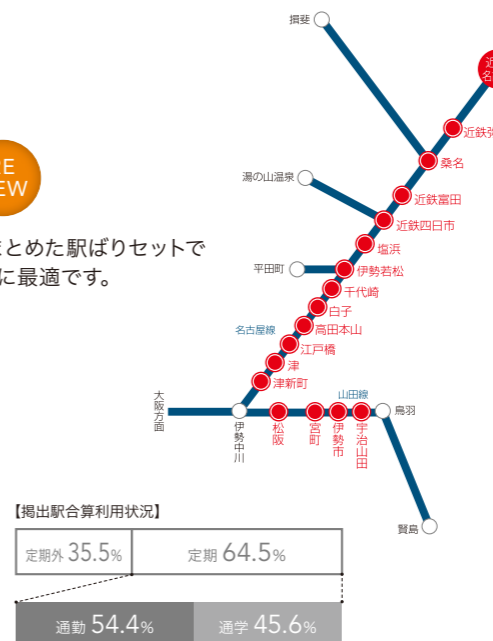 揖斐
近
名
近鉄弥
桑名
湯の山温泉
近鉄富田
近鉄四日市
塩浜
平田町
伊勢若松
千代崎
白子
名古屋線
高田本山
江戸橋
津
津新町
RE
EW
とめた駅ばりセットで
に最適です。
大阪方面
山田線
鳥羽
伊勢中川
松阪
宮町
伊勢市
宇治山田
賢島
【掲出駅合算利用状況】
定期外 35.5%
定期 64.5%
通勤 54.4%
通学 45.6%